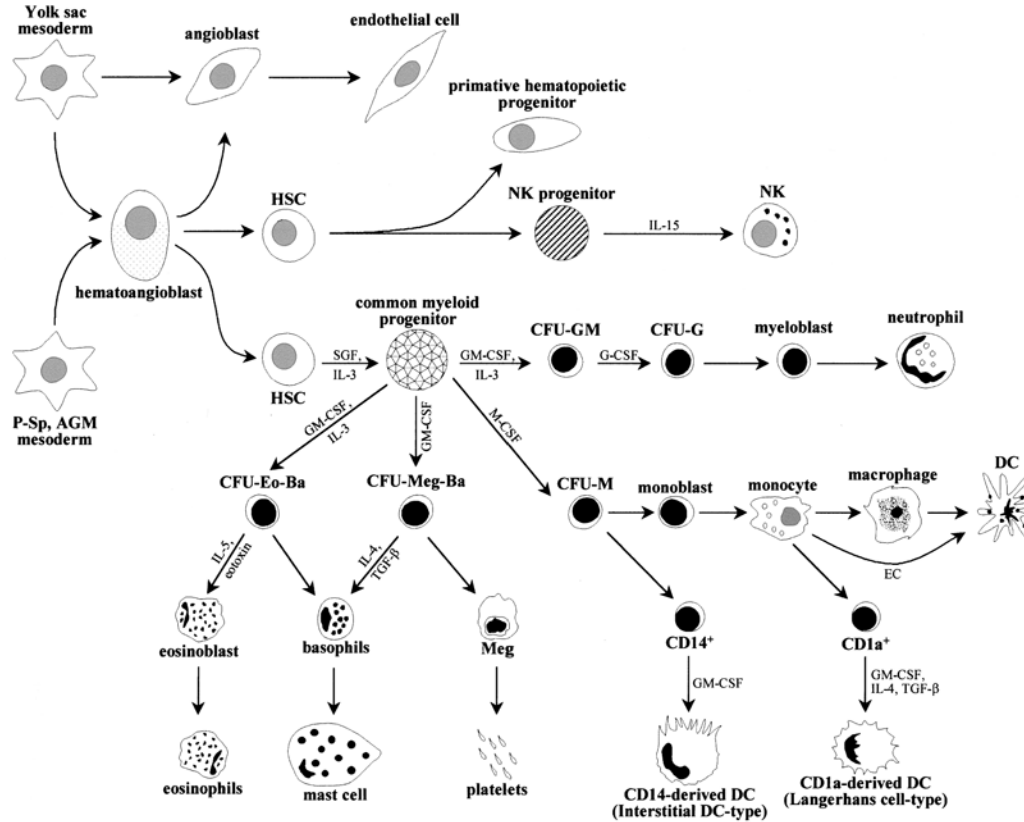 Yolk sac
mesoderm
angioblast
endothelial cell
primative hematopoietic
progenitor
HSC
NK progenitor
NK
IL-15
hematoangioblast
common myeloid
progenitor
CFU-GM
CFU-G
myeloblast
neutrophil
SGF,
IL-3
GM-CSF,
IL-3
G-CSF
HSC
P-Sp, AGM
mesoderm
GM-CSF,
IL-3
GM-CSF
M-CSF
CFU-Eo-Ba
CFU-Meg-Ba
CFU-M
monoblast
monocyte
macrophage
DC
IL-5,
eotoxin
IL-4,
TGF-β
EC
eosinoblast
basophils
Meg
CD14+
CD1a+
GM-CSF
GM-CSF,
IL-4, TGF-β
eosinophils
mast cell
platelets
CD14-derived DC
(Interstitial DC-type)
CD1a-derived DC
(Langerhans cell-type)